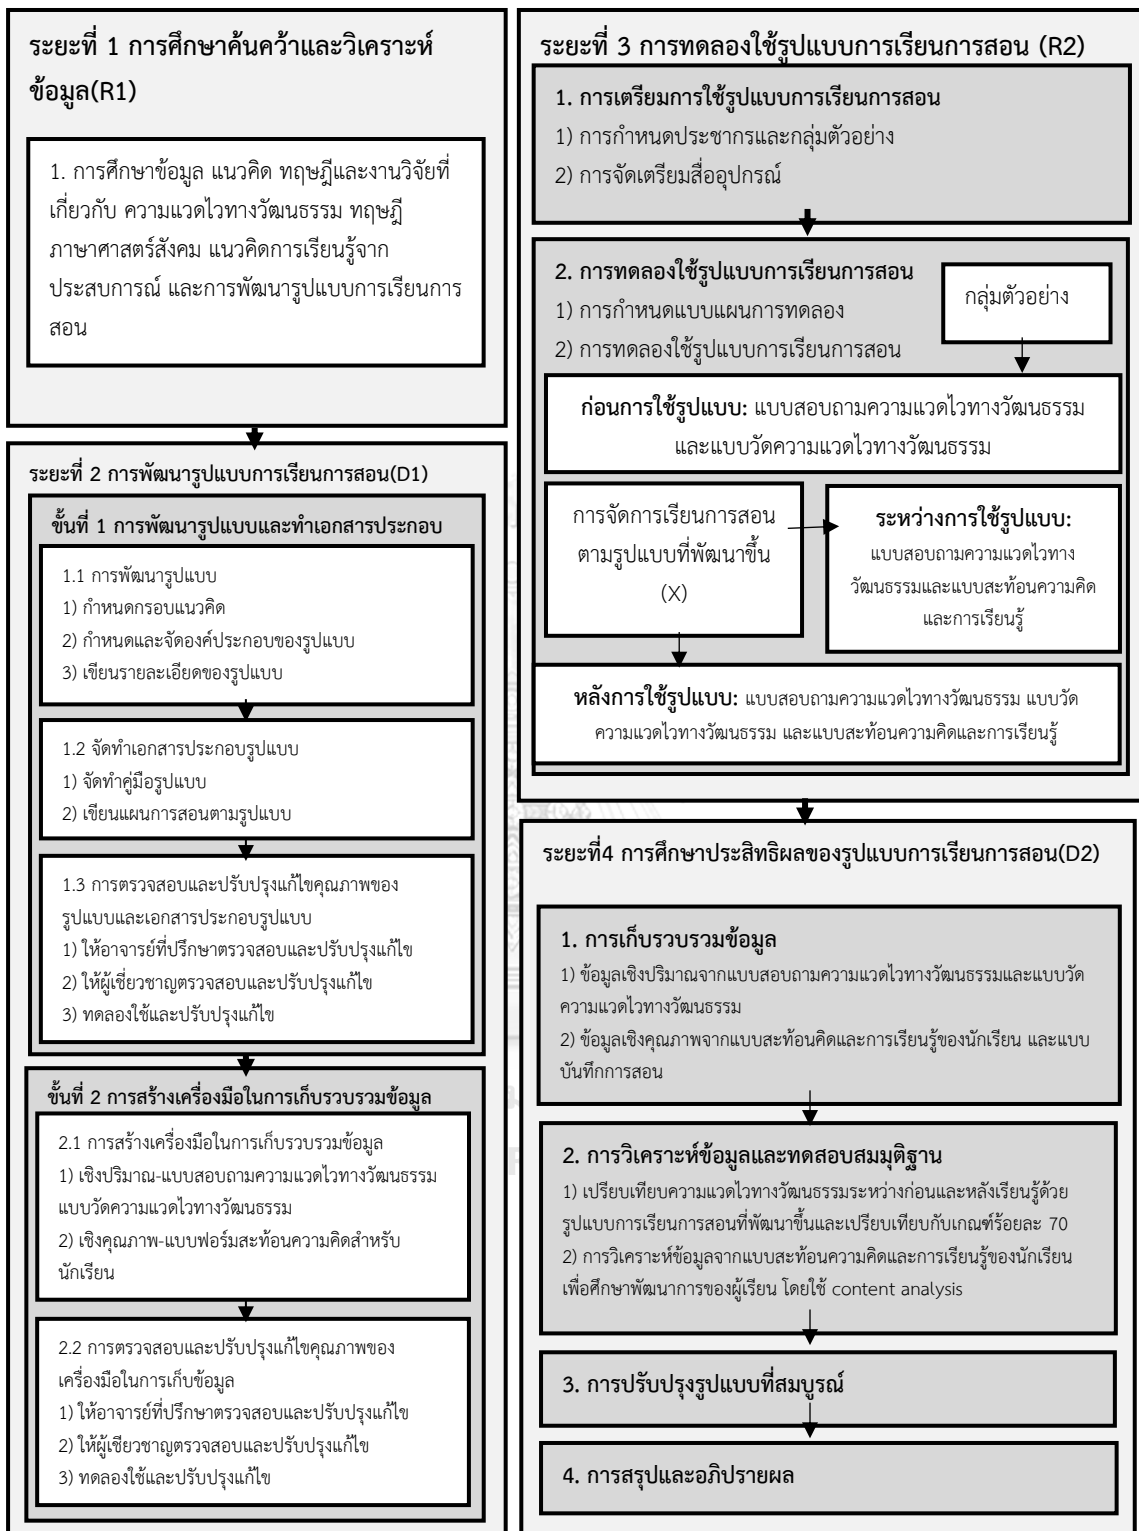 ระยะที่ 1 การศึกษาค้นคว้าและวิเคราะห์
ข้อมูล(R1)
1. การศึกษาข้อมูล แนวคิด ทฤษฎีและงานวิจัยที่
เกี่ยวกับ ความแวดไวทางวัฒนธรรม ทฤษฎี
ภาษาศาสตร์สังคม แนวคิดการเรียนรู้จาก
ประสบการณ์ และการพัฒนารูปแบบการเรียนการ
สอน
ระยะที่ 2 การพัฒนารูปแบบการเรียนการสอน(D1)
ขั้นที่ 1 การพัฒนารูปแบบและทำเอกสารประกอบ
1.1 การพัฒนารูปแบบ
1) กำหนดกรอบแนวคิด
2) กำหนดและจัดองค์ประกอบของรูปแบบ
3) เขียนรายละเอียดของรูปแบบ
1.2 จัดทำเอกสารประกอบรูปแบบ
1) จัดทำคู่มือรูปแบบ
2) เขียนแผนการสอนตามรูปแบบ
1.3 การตรวจสอบและปรับปรุงแก้ไขคุณภาพของ
รูปแบบและเอกสารประกอบรูปแบบ
1) ให้อาจารย์ที่ปรึกษาตรวจสอบและปรับปรุงแก้ไข
2) ให้ผู้เชี่ยวชาญตรวจสอบและปรับปรุงแก้ไข
3) ทดลองใช้และปรับปรุงแก้ไข
ขั้นที่ 2 การสร้างเครื่องมือในการเก็บรวบรวมข้อมูล
2.1 การสร้างเครื่องมือในการเก็บรวบรวมข้อมูล
1) เชิงปริมาณ-แบบสอบถามความแวดไวทางวัฒนธรรม
แบบวัดความแวดไวทางวัฒนธรรม
2) เชิงคุณภาพ-แบบฟอร์มสะท้อนความคิดสำหรับ
นักเรียน
2.2 การตรวจสอบและปรับปรุงแก้ไขคุณภาพของ
เครื่องมือในการเก็บข้อมูล
1) ให้อาจารย์ที่ปรึกษาตรวจสอบและปรับปรุงแก้ไข
2) ให้ผู้เชียวชาญตรวจสอบและปรับปรุงแก้ไข
3) ทดลองใช้และปรับปรุงแก้ไข
ระยะที่ 3 การทดลองใช้รูปแบบการเรียนการสอน (R2)
1. การเตรียมการใช้รูปแบบการเรียนการสอน
1) การกำหนดประชากรและกลุ่มตัวอย่าง
2) การจัดเตรียมสื่ออุปกรณ์
2. การทดลองใช้รูปแบบการเรียนการสอน
1) การกำหนดแบบแผนการทดลอง
2) การทดลองใช้รูปแบบการเรียนการสอน
กลุ่มตัวอย่าง
ก่อนการใช้รูปแบบ: แบบสอบถามความแวดไวทางวัฒนธรรม
และแบบวัดความแวดไวทางวัฒนธรรม
การจัดการเรียนการสอน
ตามรูปแบบที่พัฒนาขึ้น
(X)
ระหว่างการใช้รูปแบบ:
แบบสอบถามความแวดไวทาง
วัฒนธรรมและแบบสะท้อนความคิด
และการเรียนรู้
หลังการใช้รูปแบบ: แบบสอบถามความแวดไวทางวัฒนธรรม แบบวัด
ความแวดไวทางวัฒนธรรม และแบบสะท้อนความคิดและการเรียนรู้
ระยะที่4 การศึกษาประสิทธิผลของรูปแบบการเรียนการสอน(D2)
1. การเก็บรวบรวมข้อมูล
1) ข้อมูลเชิงปริมาณจากแบบสอบถามความแวดไวทางวัฒนธรรมและแบบวัด
ความแวดไวทางวัฒนธรรม
2) ข้อมูลเชิงคุณภาพจากแบบสะท้อนคิดและการเรียนรู้ของนักเรียน และแบบ
บันทึกการสอน
2. การวิเคราะห์ข้อมูลและทดสอบสมมุติฐาน
1) เปรียบเทียบความแวดไวทางวัฒนธรรมระหว่างก่อนและหลังเรียนรู้ด้วย
รูปแบบการเรียนการสอนที่พัฒนาขึ้นและเปรียบเทียบกับเกณฑ์ร้อยละ 70
2) การวิเคราะห์ข้อมูลจากแบบสะท้อนความคิดและการเรียนรู้ของนักเรียน
เพื่อศึกษาพัฒนาการของผู้เรียน โดยใช้ content analysis
3. การปรับปรุงรูปแบบที่สมบูรณ์
4. การสรุปและอภิปรายผล